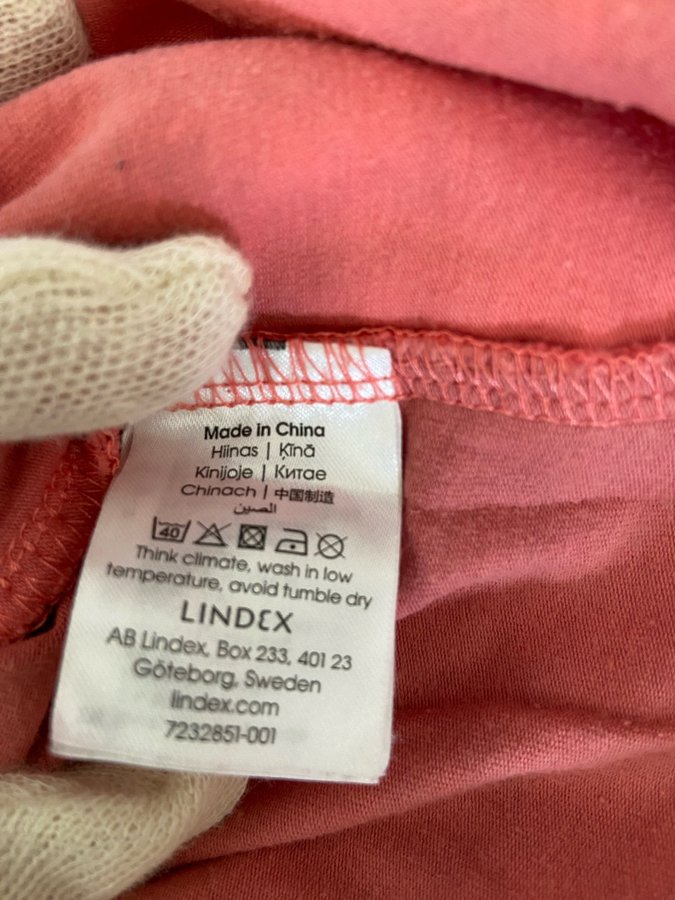 Made in China
Hiinas | Ķīnā
Kinijoje | Китае
Chinach | 中国制造
الصين
40
Think climate, wash in low
temperature, avoid tumble dry
LINDEX
AB Lindex, Box 233, 401 23
Göteborg, Sweden
lindex.com
7232851-001